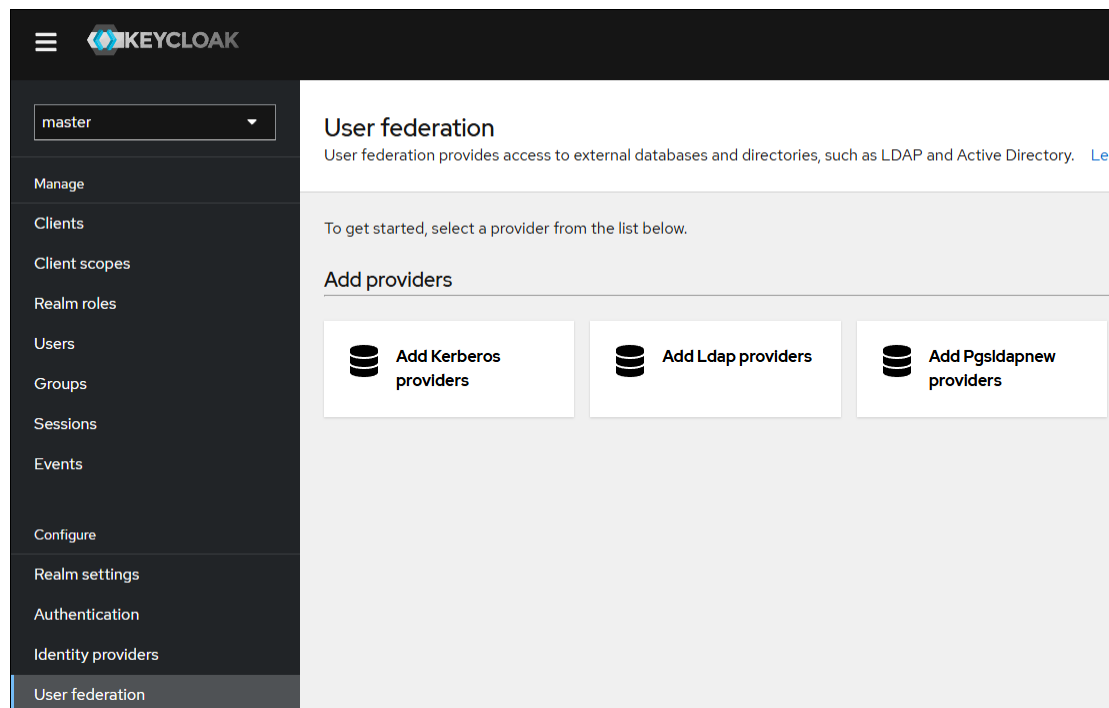 KEYCLOAK
master
Manage
Clients
Client scopes
Realm roles
Users
Groups
Sessions
Events
Configure
Realm settings
Authentication
Identity providers
User federation
User federation
User federation provides access to external databases and directories, such as LDAP and Active Directory. Le
To get started, select a provider from the list below.
Add providers
Add Kerberos
providers
Add Ldap providers
Add Pgsldapnew
providers